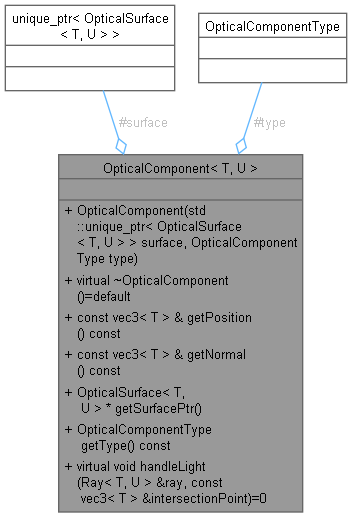 unique_ptr< OpticalSurface
< T, U > >
OpticalComponentType
#surface
#type
OpticalComponent< T, U >
+ OpticalComponent(std
::unique_ptr< OpticalSurface
< T, U > > surface, OpticalComponent
Type type)
+ virtual ~OpticalComponent
()=default
+ const vec3< T > & getPosition
() const
+ const vec3< T > & getNormal
() const
+ OpticalSurface< T,
U > * getSurfacePtr()
+ OpticalComponentType
getType() const
+ virtual void handleLight
(Ray< T, U > &ray, const
vec3< T > &intersectionPoint)=0